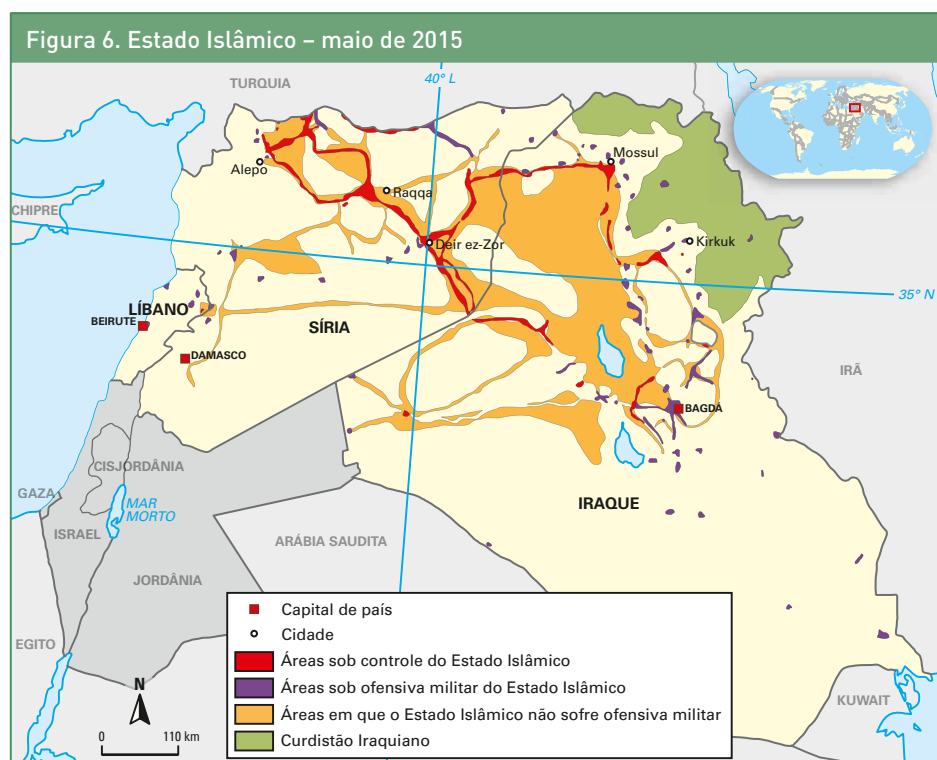 Figura 6. Estado Islâmico – maio de 2015
40° L
TURQUIA
Mossul
Alepo
Raqqa
CHIPRE
Deir ez-Zor
Kirkuk
35° N
LÍBANO
BEIRUTE
SÍRIA
DAMASCO
IRÃ
BAGDÁ
CISJORDÂNIA
GAZA
MAR
MORTO
IRAQUE
ISRAEL
ARÁBIA SAUDITA
JORDÂNIA
EGITO
KUWAIT
Capital de país
Cidade
Áreas sob controle do Estado Islâmico
Áreas sob ofensiva militar do Estado Islâmico
Áreas em que o Estado Islâmico não sofre ofensiva militar
Curdistão Iraquiano
N
0 110 km